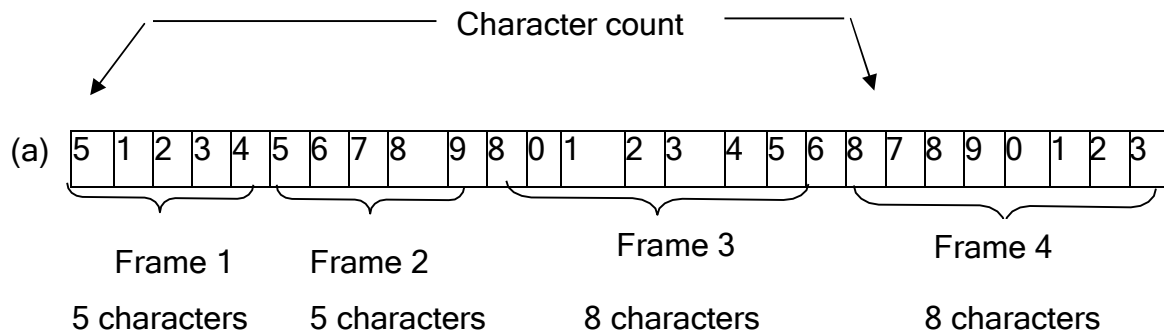 Character count
(a) 5 1 2 3 4 5 6 7 8 9 8 0 1 2 3 4 5 6 8 7 8 9 0 1 2 3
Frame 1 Frame 2 Frame 3 Frame 4
5 characters 5 characters 8 characters 8 characters